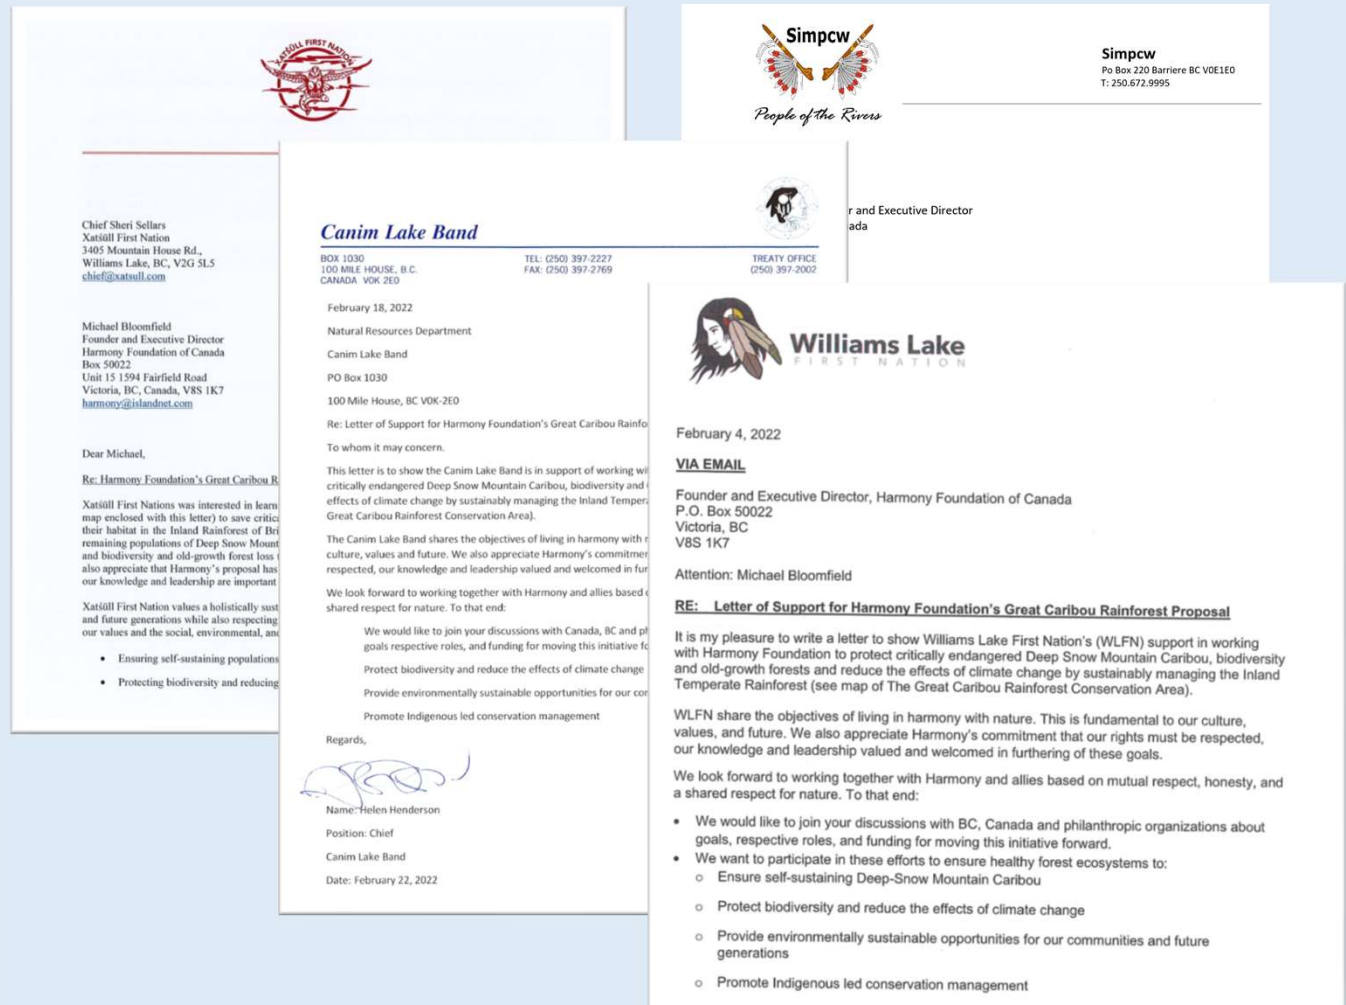 XATSÛLL FIRST NATION
Chief Sheri Sellars
Xatsūll First Nation
3405 Mountain House Rd.,
Williams Lake, BC, V2G 5L5
chief@xatsull.com
Michael Bloomfield
Founder and Executive Director
Harmony Foundation of Canada
Box 50022
Unit 15 1594 Fairfield Road
Victoria, BC, Canada, V8S 1K7
harmony@islandnet.com
Dear Michael,
Re: Harmony Foundation's Great Caribou R
Xatsūll First Nations was interested in learn
map enclosed with this letter) to save critic
their habitat in the Inland Rainforest of Bri
remaining populations of Deep Snow Mount
and biodiversity and old-growth forest loss
also appreciate that Harmony's proposal has
our knowledge and leadership are important
Xatsūll First Nation values a holistically sust
and future generations while also respecting
our values and the social, environmental, and
• Ensuring self-sustaining populations
• Protecting biodiversity and reducing
Canim Lake Band
BOX 1030
100 MILE HOUSE, B.C.
CANADA V0K 2E0
TEL: (250) 397-2227
FAX: (250) 397-2769
TREATY OFFICE
(250) 397-2002
February 18, 2022
Natural Resources Department
Canim Lake Band
PO Box 1030
100 Mile House, BC V0K-2E0
Re: Letter of Support for Harmony Foundation's Great Caribou Rainfo
To whom it may concern.
This letter is to show the Canim Lake Band is in support of working wi
critically endangered Deep Snow Mountain Caribou, biodiversity and
effects of climate change by sustainably managing the Inland Temper
Great Caribou Rainforest Conservation Area).
The Canim Lake Band shares the objectives of living in harmony with
culture, values and future. We also appreciate Harmony's commitmer
respected, our knowledge and leadership valued and welcomed in fur
We look forward to working together with Harmony and allies based
shared respect for nature. To that end:
We would like to join your discussions with Canada, BC and ph
goals respective roles, and funding for moving this initiative fo
Protect biodiversity and reduce the effects of climate change
Provide environmentally sustainable opportunities for our cor
Promote Indigenous led conservation management
Regards,
Name: Helen Henderson
Position: Chief
Canim Lake Band
Date: February 22, 2022
Simpcw
People of the Rivers
Simpcw
Po Box 220 Barriere BC V0E1E0
T: 250.672.9995
r and Executive Director
ada
Williams Lake
FIRST NATION
February 4, 2022
VIA EMAIL
Founder and Executive Director, Harmony Foundation of Canada
P.O. Box 50022
Victoria, BC
V8S 1K7
Attention: Michael Bloomfield
RE: Letter of Support for Harmony Foundation's Great Caribou Rainforest Proposal
It is my pleasure to write a letter to show Williams Lake First Nation's (WLFN) support in working
with Harmony Foundation to protect critically endangered Deep Snow Mountain Caribou, biodiversity
and old-growth forests and reduce the effects of climate change by sustainably managing the Inland
Temperate Rainforest (see map of The Great Caribou Rainforest Conservation Area).
WLFN share the objectives of living in harmony with nature. This is fundamental to our culture,
values, and future. We also appreciate Harmony's commitment that our rights must be respected,
our knowledge and leadership valued and welcomed in furthering of these goals.
We look forward to working together with Harmony and allies based on mutual respect, honesty, and
a shared respect for nature. To that end:
• We would like to join your discussions with BC, Canada and philanthropic organizations about
goals, respective roles, and funding for moving this initiative forward.
• We want to participate in these efforts to ensure healthy forest ecosystems to:
o Ensure self-sustaining Deep-Snow Mountain Caribou
o Protect biodiversity and reduce the effects of climate change
o Provide environmentally sustainable opportunities for our communities and future
generations
o Promote Indigenous led conservation management